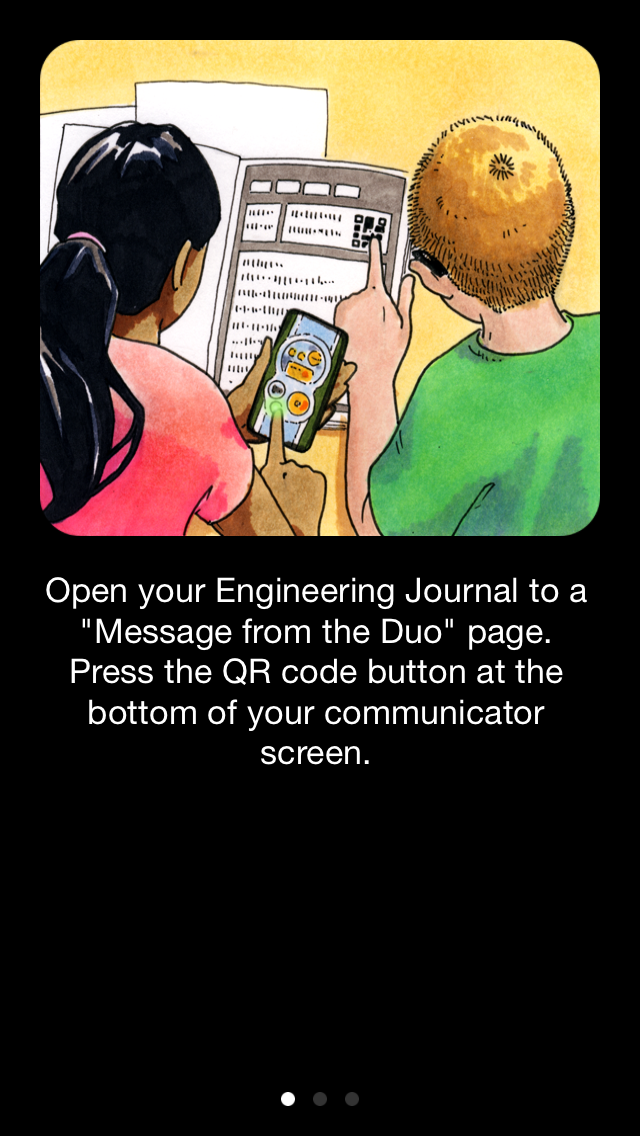 Open your Engineering Journal to a
"Message from the Duo" page.
Press the QR code button at the
bottom of your communicator
screen.